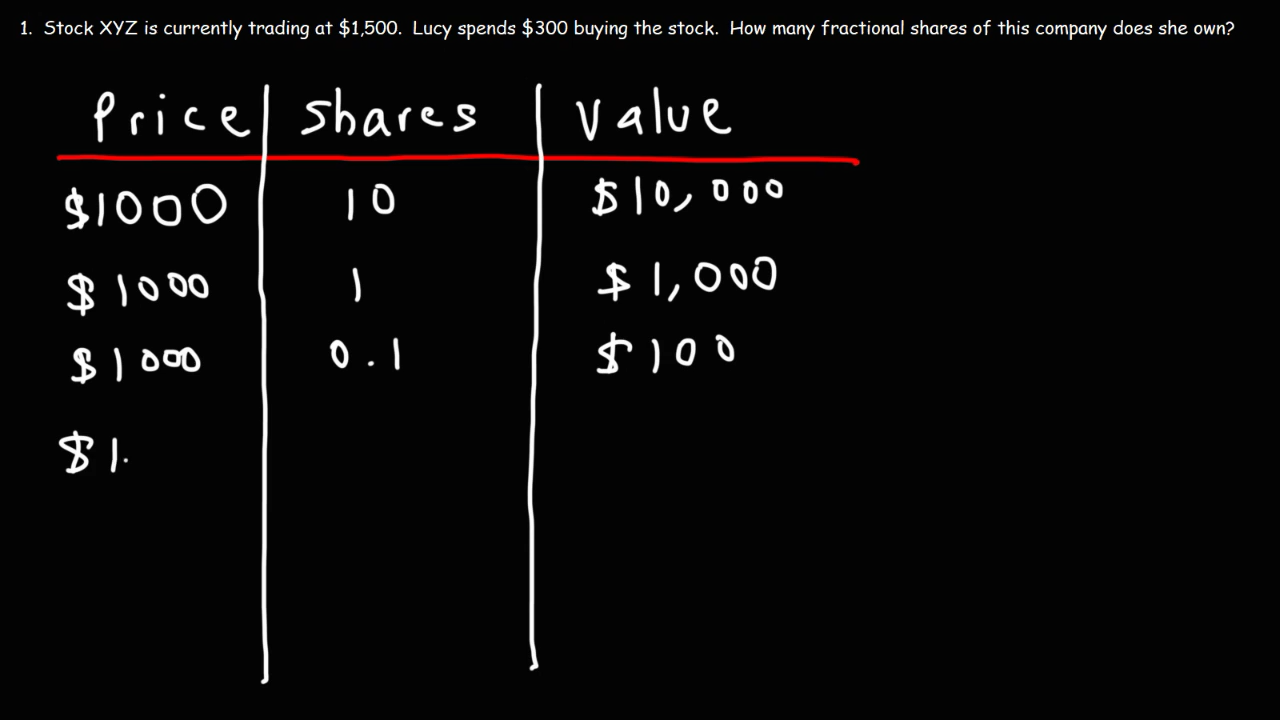 1. Stock XYZ is currently trading at $1,500. Lucy spends $300 buying the stock. How many fractional shares of this company does she own?
Price Shares Value
$1000 10 $10,000
$1000 1 $1,000
$1000 0.1 $100
$1.